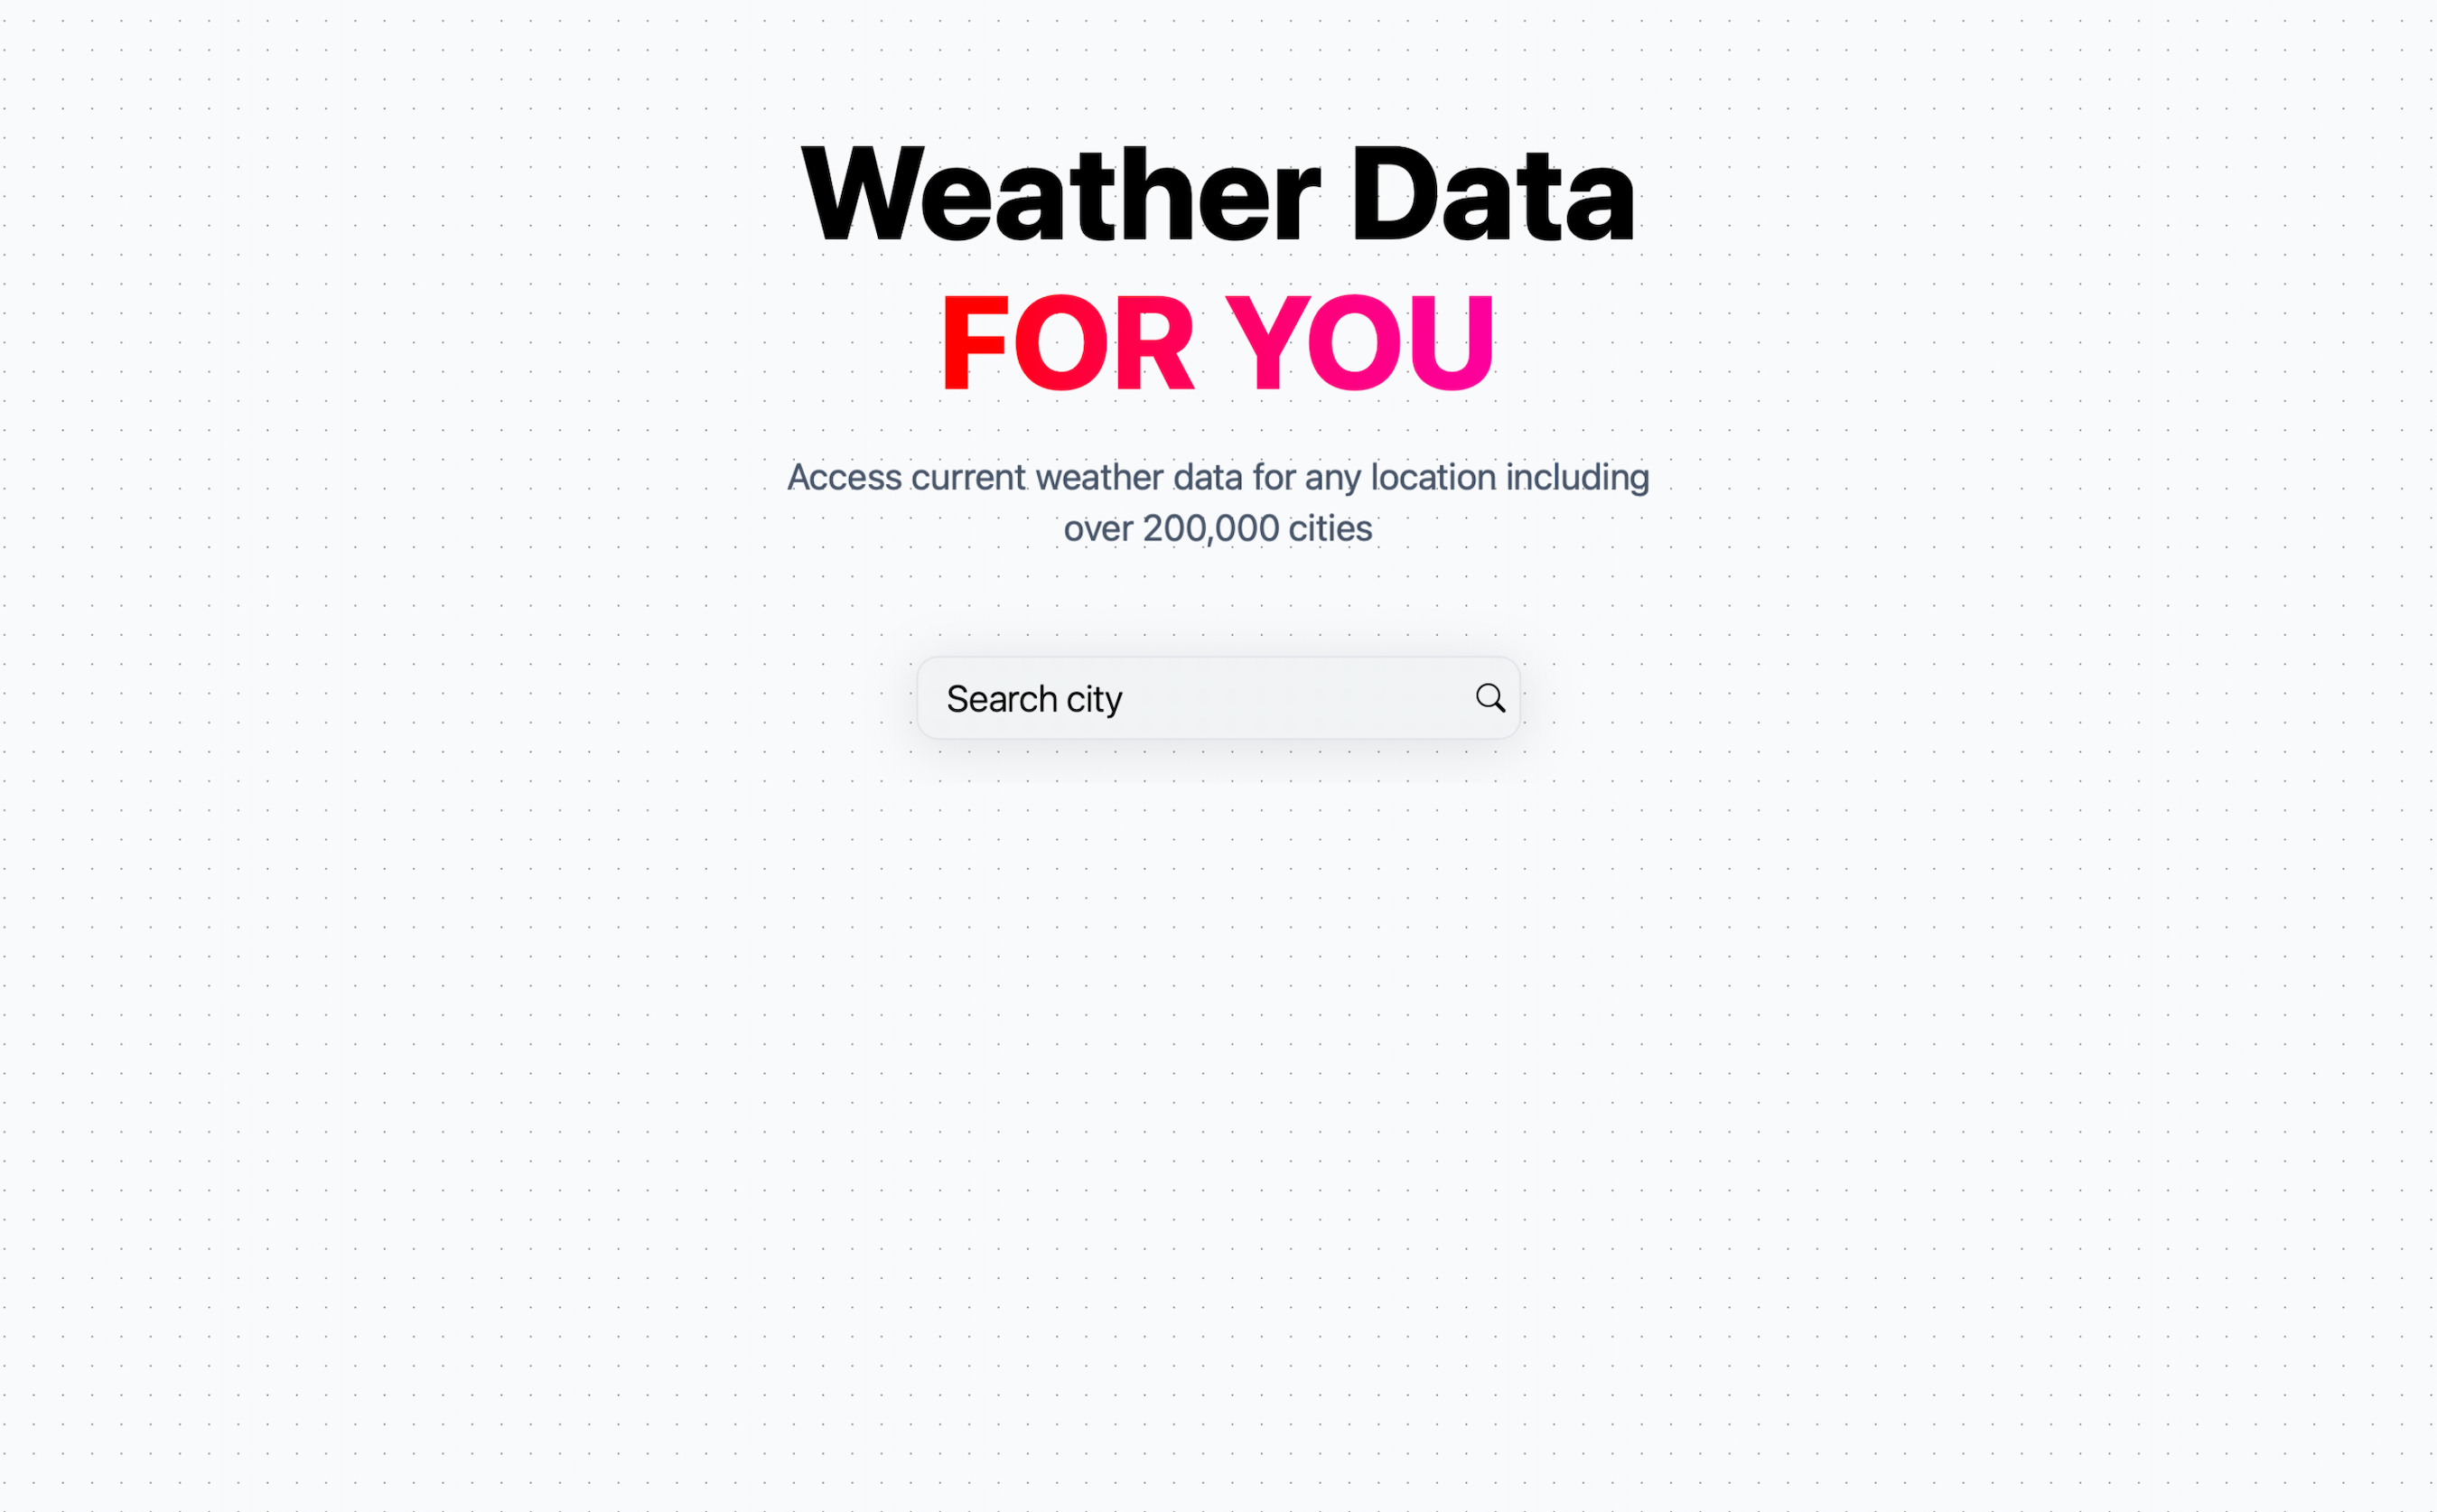 Weather Data
FOR YOU
Access current weather data for any location including
over 200,000 cities
Search city